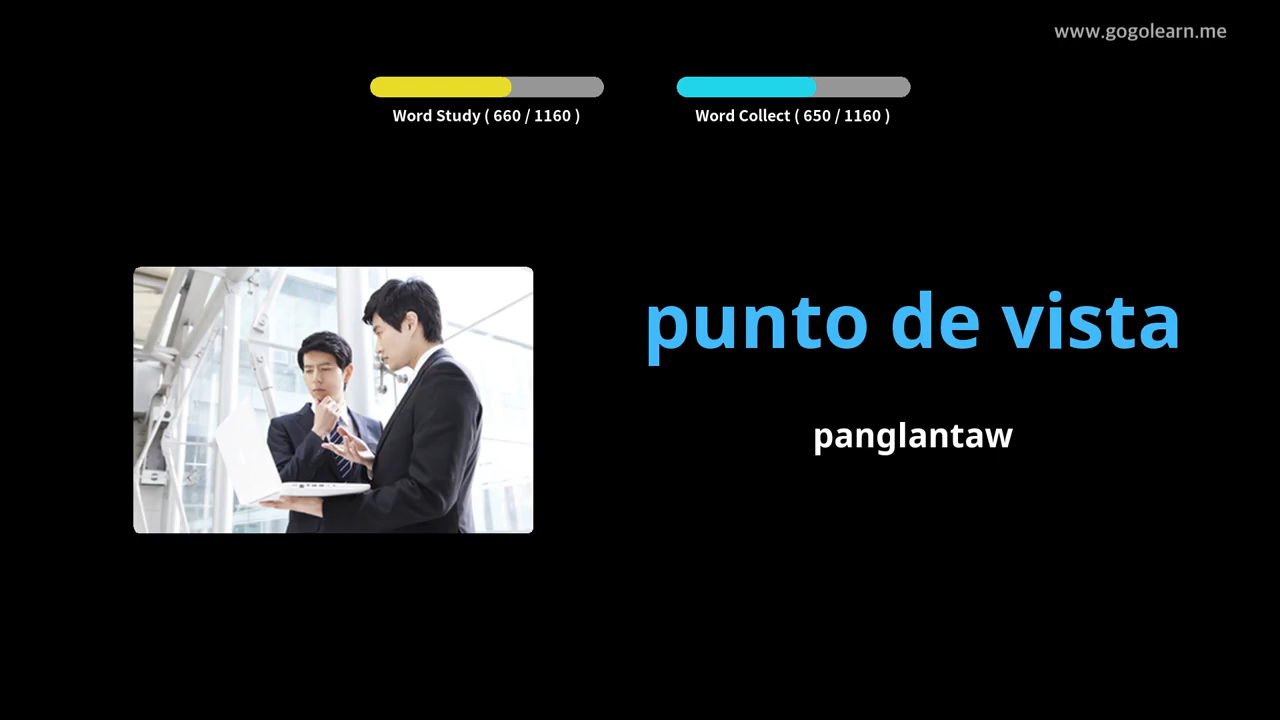 www.gogolearn.me
Word Study ( 660 / 1160 )
Word Collect ( 650 / 1160 )
punto de vista
panglantaw